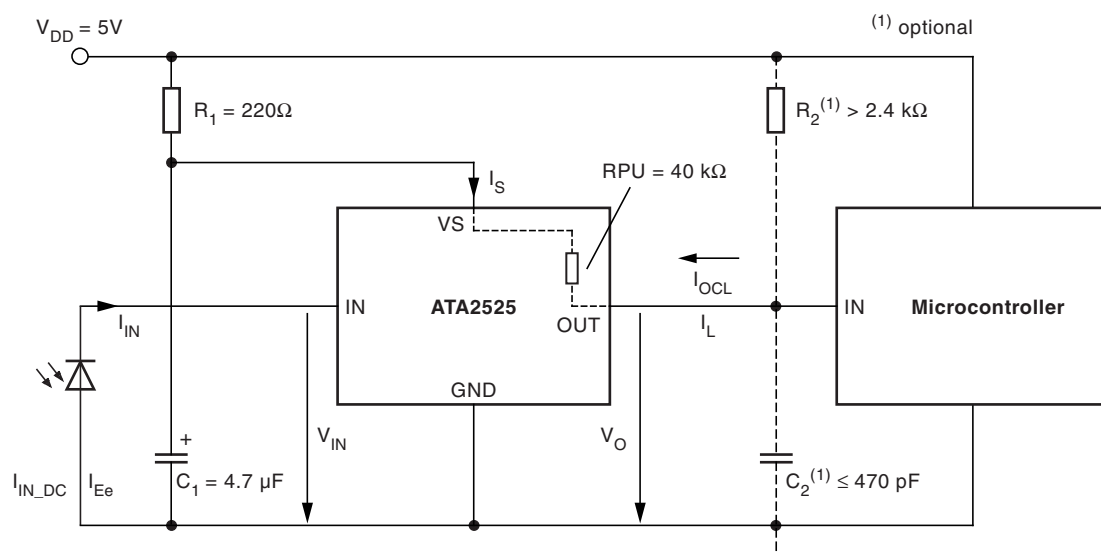 V_DD = 5V
(1) optional
R_1 = 220Ω
R_2^(1) > 2.4 kΩ
RPU = 40 kΩ
I_S
VS
I_OCL
IN
ATA2525
OUT
I_L
IN
Microcontroller
I_IN
GND
V_IN
V_O
+
I_IN_DC
I_Ee
C_1 = 4.7 μF
C_2^(1) ≤ 470 pF